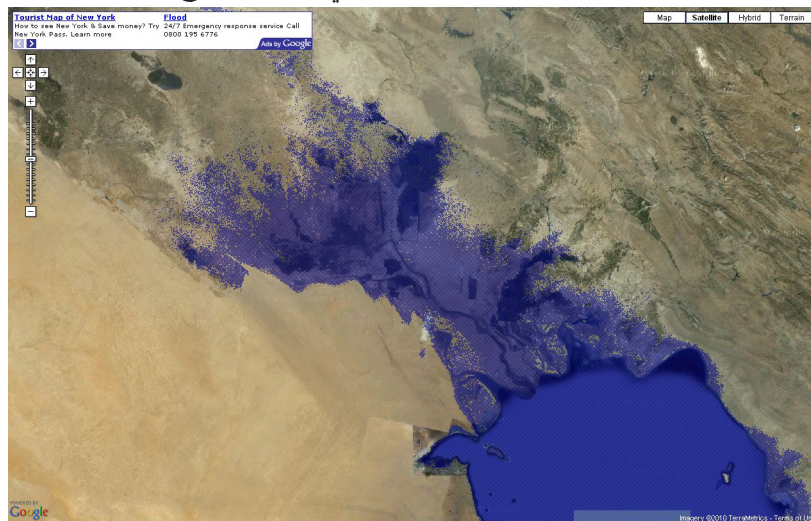 Tourist Map of New York
How to see New York & Save money? Try
New York Pass. Learn more
Flood
24/7 Emergency response service Call
0800 195 6776
Ads by Google
Map
Satellite
Hybrid
Terrain
POWERED BY
Google
Imagery ©2010 TerraMetrics - Terms of Us